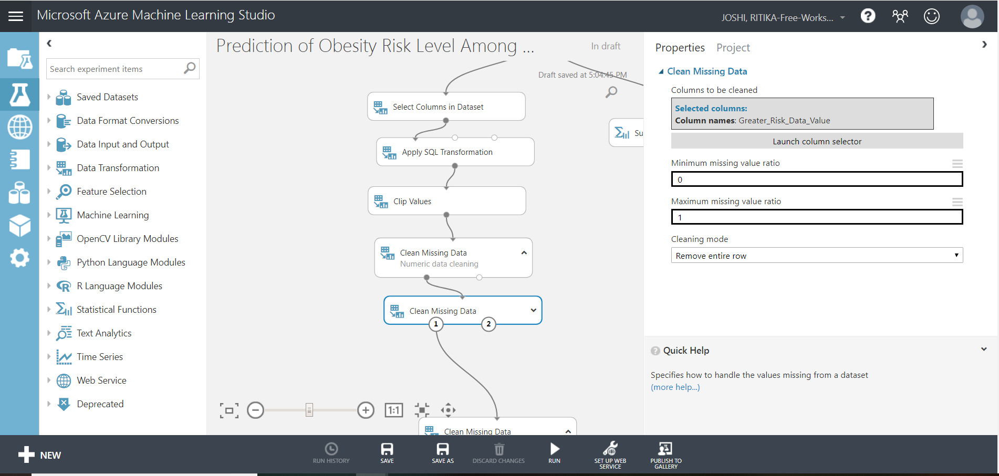 Microsoft Azure Machine Learning Studio
JOSHI, RITIKA-Free-Works...
?
Search experiment items
Saved Datasets
Data Format Conversions
Data Input and Output
Data Transformation
Feature Selection
Machine Learning
OpenCV Library Modules
Python Language Modules
R Language Modules
Statistical Functions
Text Analytics
Time Series
Web Service
Deprecated
Prediction of Obesity Risk Level Among ...
In draft
Draft saved at 5:04:45 PM
Select Columns in Dataset
Apply SQL Transformation
Su
Clip Values
Clean Missing Data
Numeric data cleaning
Clean Missing Data
1
2
1:1
Clean Missing Data
Properties
Project
Clean Missing Data
Columns to be cleaned
Selected columns:
Column names: Greater_Risk_Data_Value
Launch column selector
Minimum missing value ratio
0
Maximum missing value ratio
1
Cleaning mode
Remove entire row
? Quick Help
Specifies how to handle the values missing from a dataset
(more help...)
NEW
RUN HISTORY
SAVE
SAVE AS
DISCARD CHANGES
RUN
SET UP WEB
SERVICE
PUBLISH TO
GALLERY